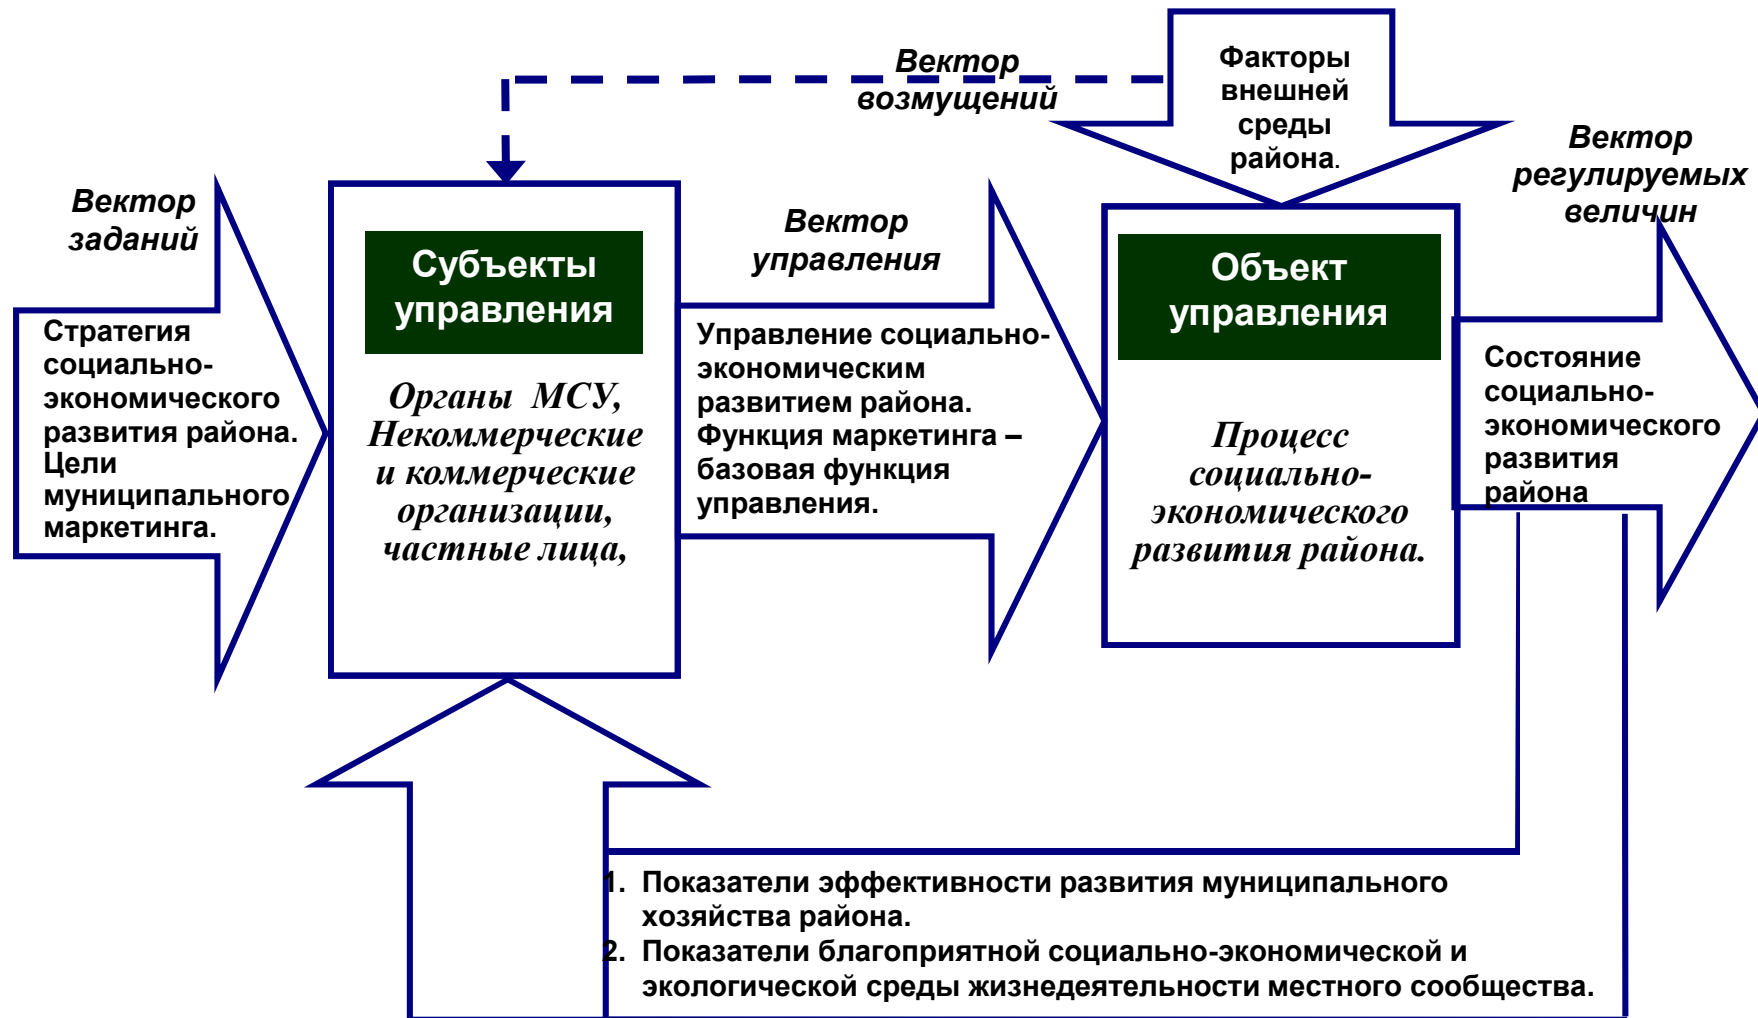 Вектор
возмущений
Факторы
внешней
среды
района.
Вектор
регулируемых
величин
Вектор
заданий
Вектор
управления
Стратегия
социально-
экономического
развития района.
Цели
муниципального
маркетинга.
Субъекты
управления
Органы МСУ,
Некоммерческие
и коммерческие
организации,
частные лица,
Управление социально-
экономическим
развитием района.
Функция маркетинга –
базовая функция
управления.
Объект
управления
Процесс
социально-
экономического
развития района.
Состояние
социально-
экономического
развития
района
1. Показатели эффективности развития муниципального
хозяйства района.
2. Показатели благоприятной социально-экономической и
экологической среды жизнедеятельности местного сообщества.